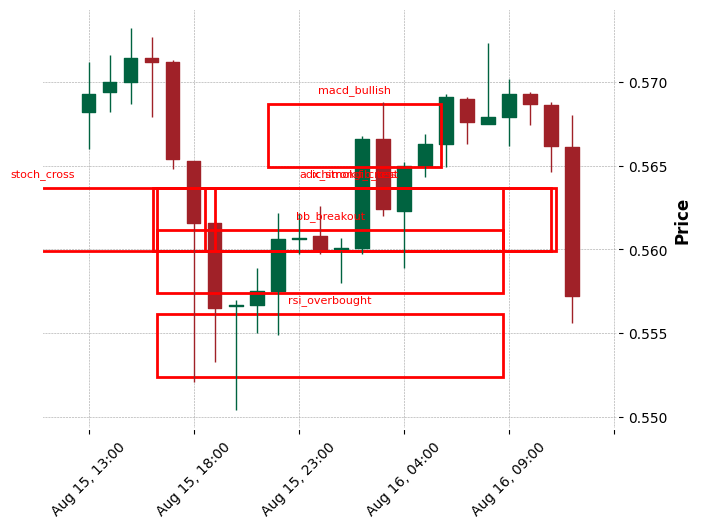 macd_bullish
0.570
stoch_cross
0.565
bb_breakout
Price
0.560
rsi_overbought
0.555
0.550
Aug 15, 13:00
Aug 15, 18:00
Aug 15, 23:00
Aug 16, 04:00
Aug 16, 09:00